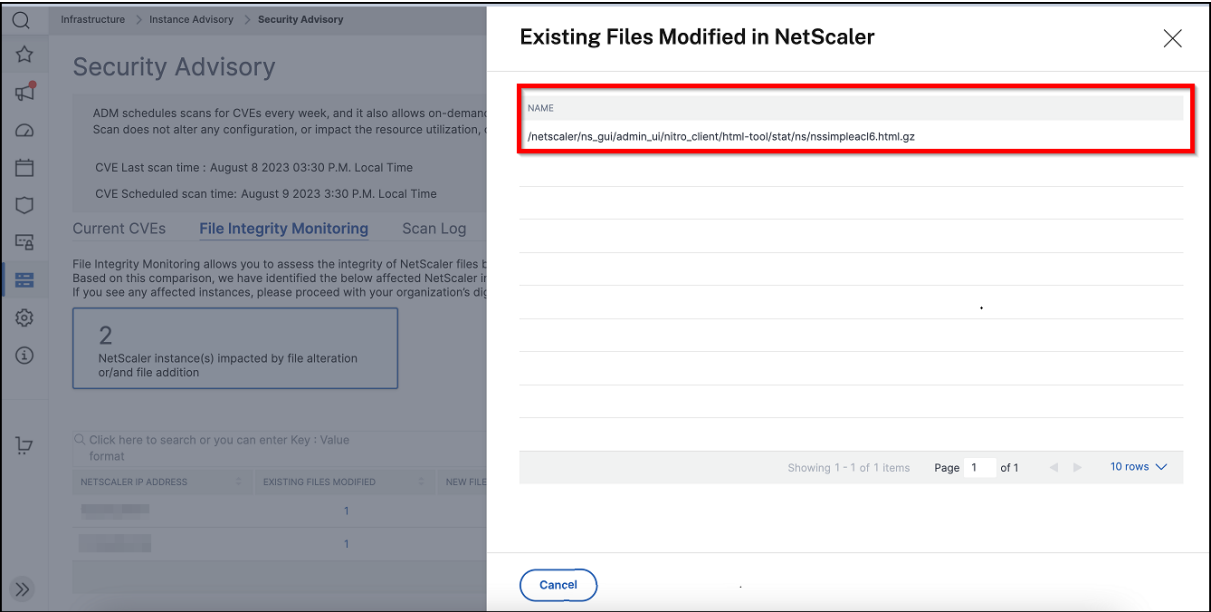 Infrastructure > Instance Advisory > Security Advisory
Security Advisory
ADM schedules scans for CVEs every week, and it also allows on-demand
Scan does not alter any configuration, or impact the resource utilization,
CVE Last scan time : August 8 2023 03:30 P.M. Local Time
CVE Scheduled scan time: August 9 2023 3:30 P.M. Local Time
Current CVEs File Integrity Monitoring Scan Log
File Integrity Monitoring allows you to assess the integrity of NetScaler files
Based on this comparison, we have identified the below affected NetScaler
If you see any affected instances, please proceed with your organization's
2
NetScaler instance(s) impacted by file alteration
or/and file addition
Click here to search or you can enter Key : Value
format
NETSCALER IP ADDRESS EXISTING FILES MODIFIED NEW FILE
1
1
Existing Files Modified in NetScaler
NAME
/netscaler/ns_gui/admin_ui/nitro_client/html-tool/stat/ns/nssimpleacl6.html.gz
Showing 1 - 1 of 1 items Page 1 of 1 10 rows
Cancel